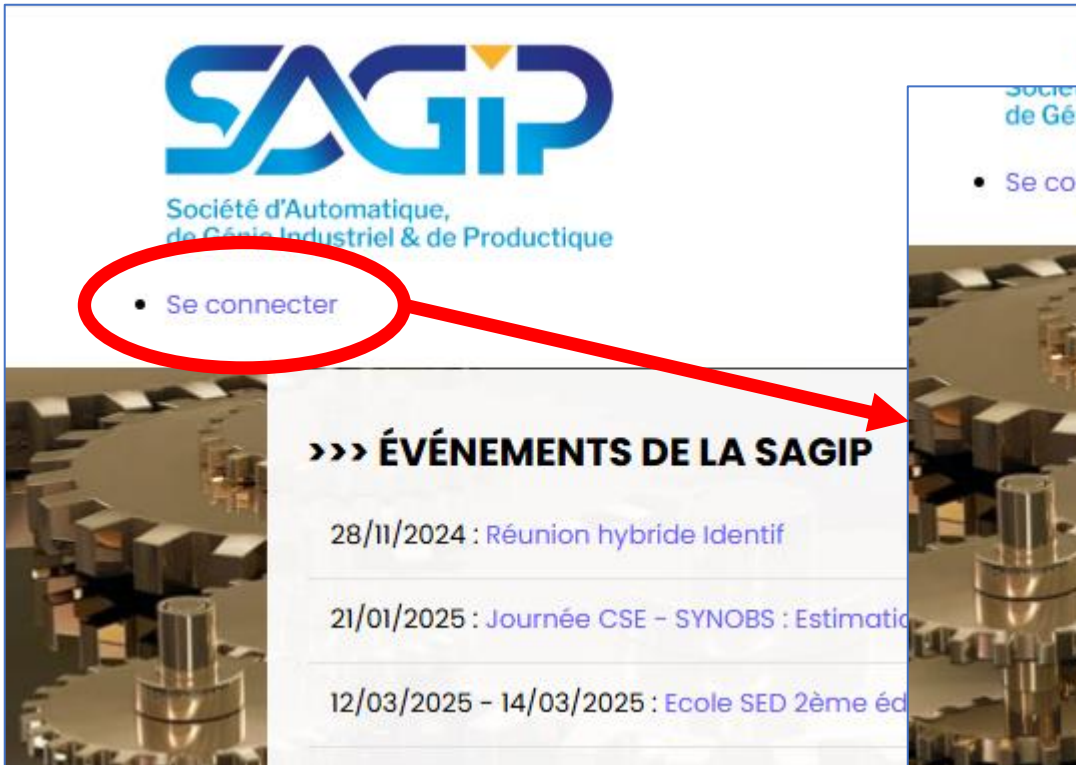 SAGiP
Société d'Automatique,
de Génie Industriel & de Productique
• Se connecter
>>> ÉVÉNEMENTS DE LA SAGIP
28/11/2024 : Réunion hybride Identif
21/01/2025 : Journée CSE - SYNOBS : Estimatio
12/03/2025 - 14/03/2025 : Ecole SED 2ème éd
de Gé
• Se co